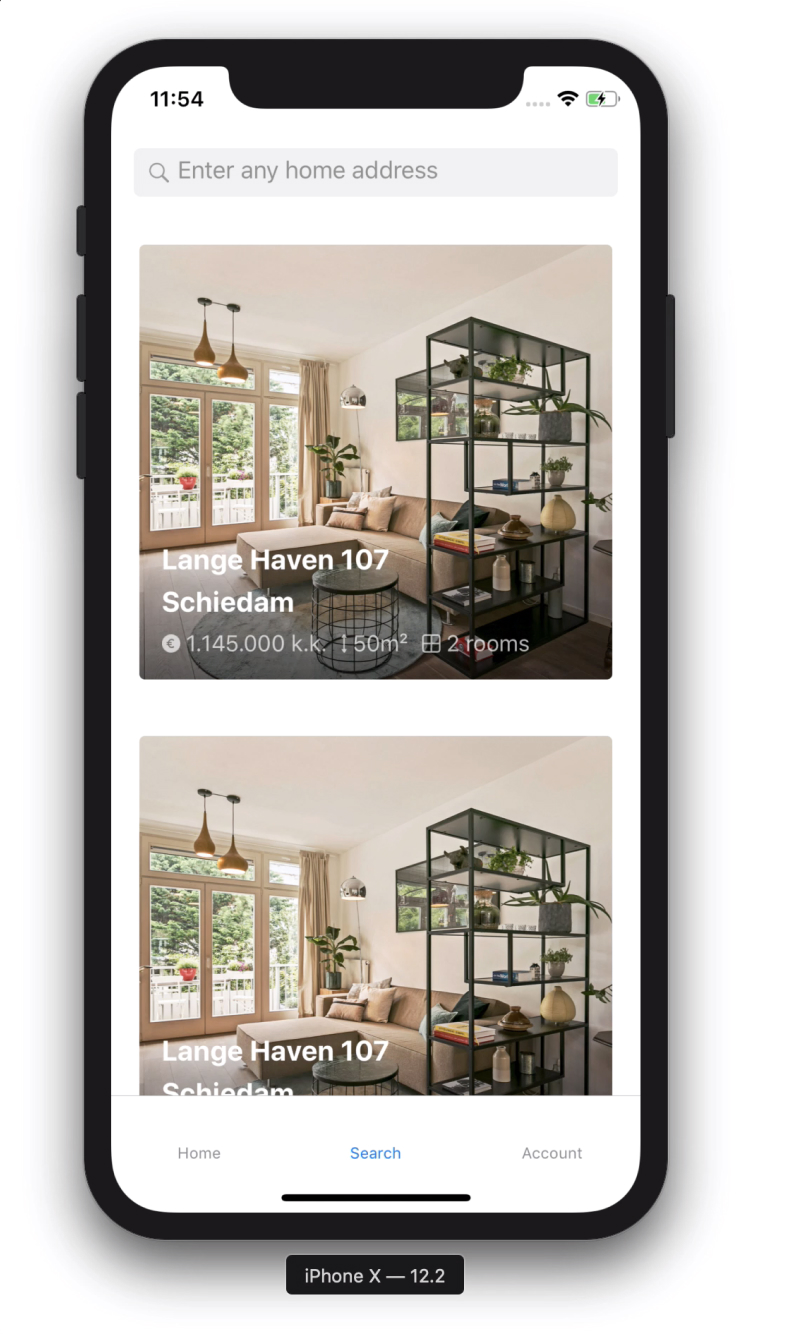 11:54
Enter any home address
Lange Haven 107
Schiedam
€ 1.145.000 k.k. 50m² 2 rooms
Lange Haven 107
Schiedam
Home Search Account
iPhone X — 12.2